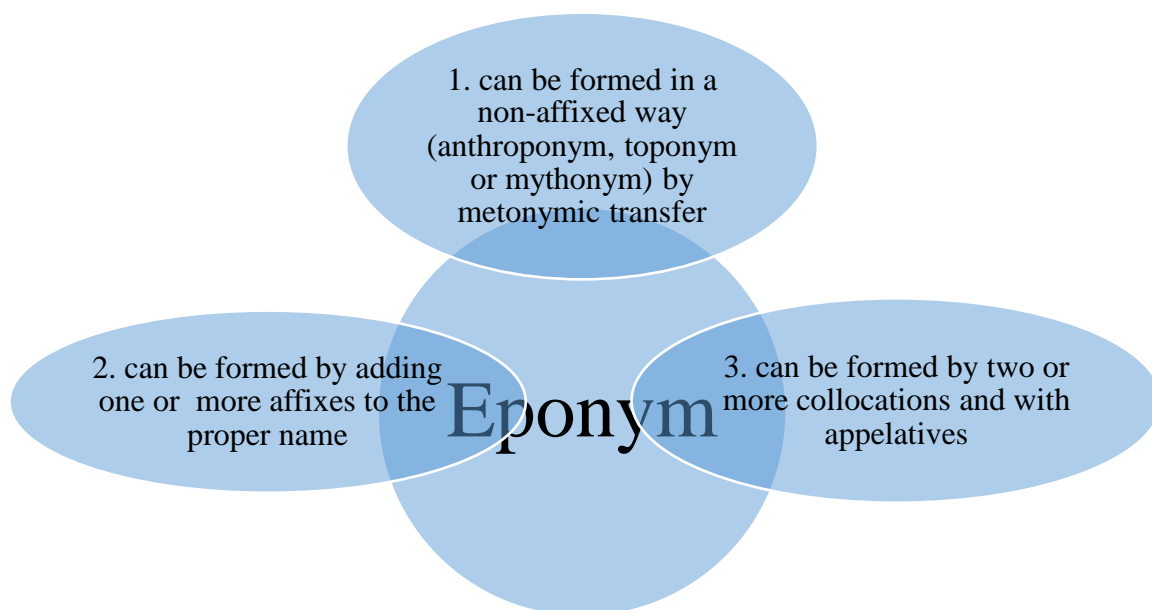 1. can be formed in a
non-affixed way
(anthroponym, toponym
or mythonym) by
metonymic transfer
2. can be formed by adding
one or more affixes to the
proper name
Eponym
3. can be formed by two or
more collocations and with
appelatives